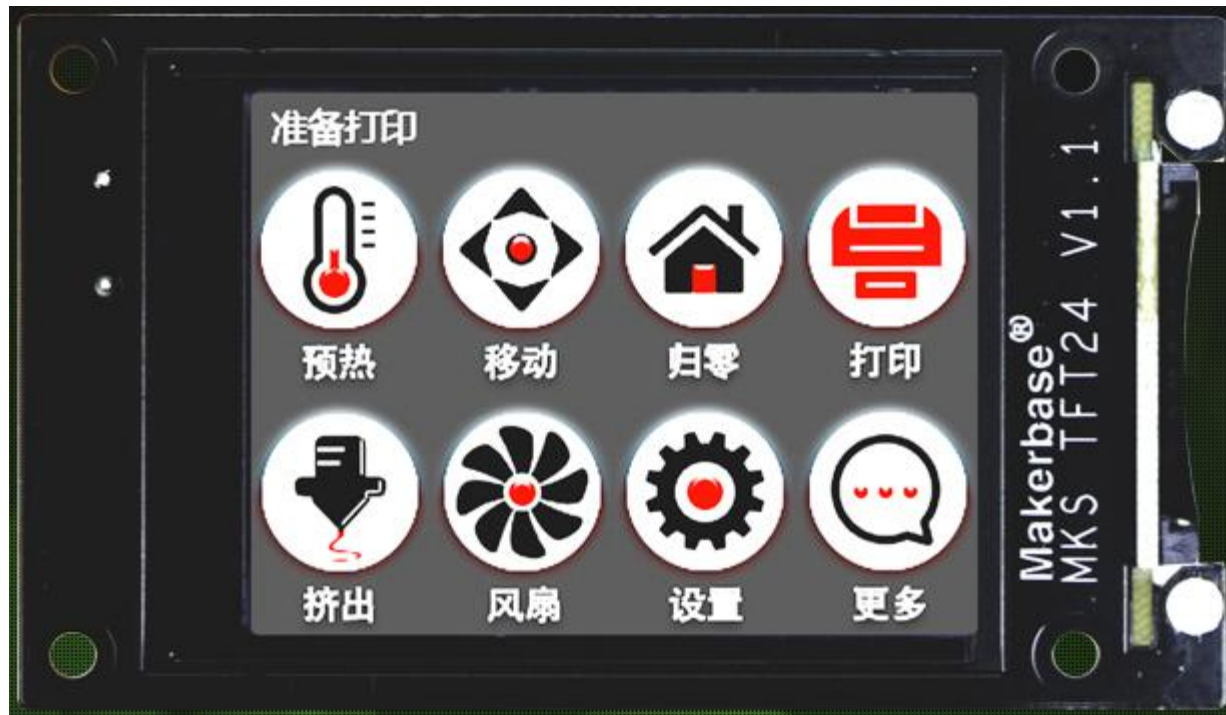 准备打印
预热 移动 归零 打印
挤出 风扇 设置 更多
Makerbase®
MKS TFT24 V1.1